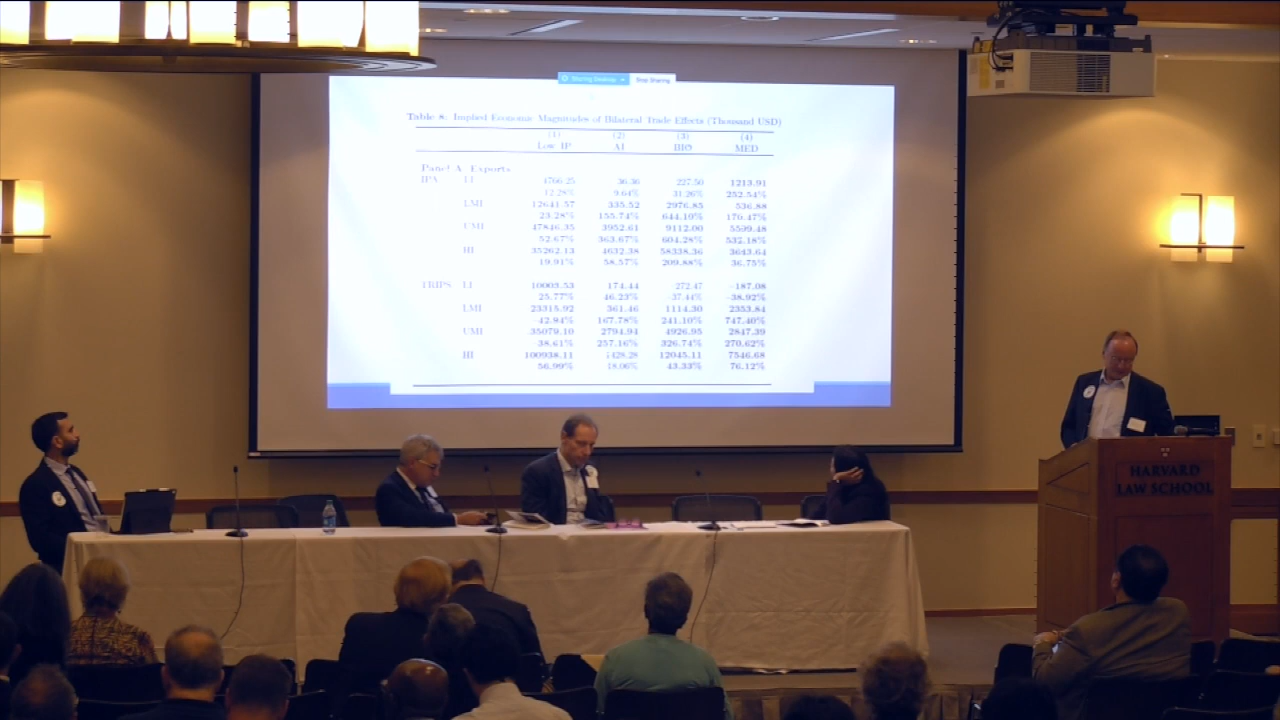 Sharing Desktop Stop Sharing
Table 8: Implied Economic Magnitudes of Bilateral Trade Effects (Thousand USD)
(1) (2) (3) (4)
Low IP AI BIO MED
Panel A: Exports
IPA LI 4766.25 36.36 227.50 1213.91
12.28% 9.64% 31.26% 252.54%
LMI 12641.57 335.52 2976.85 536.88
23.28% 155.74% 644.10% 170.47%
UMI 47846.35 3952.61 9112.00 5599.48
52.67% 363.67% 604.28% 532.18%
HI 35262.13 4632.38 58338.36 3643.64
19.91% 58.57% 209.88% 36.75%
TRIPS LI 10003.53 174.44 272.47 -187.08
25.77% 46.23% -37.44% -38.92%
LMI 23315.92 361.46 1114.30 2353.84
42.84% 167.78% 241.10% 747.40%
UMI 35079.10 2794.94 4926.95 2847.39
38.61% 257.16% 326.74% 270.62%
HI 100938.11 1428.28 12045.11 7546.68
56.99% 18.06% 43.33% 76.12%
HARVARD
LAW SCHOOL